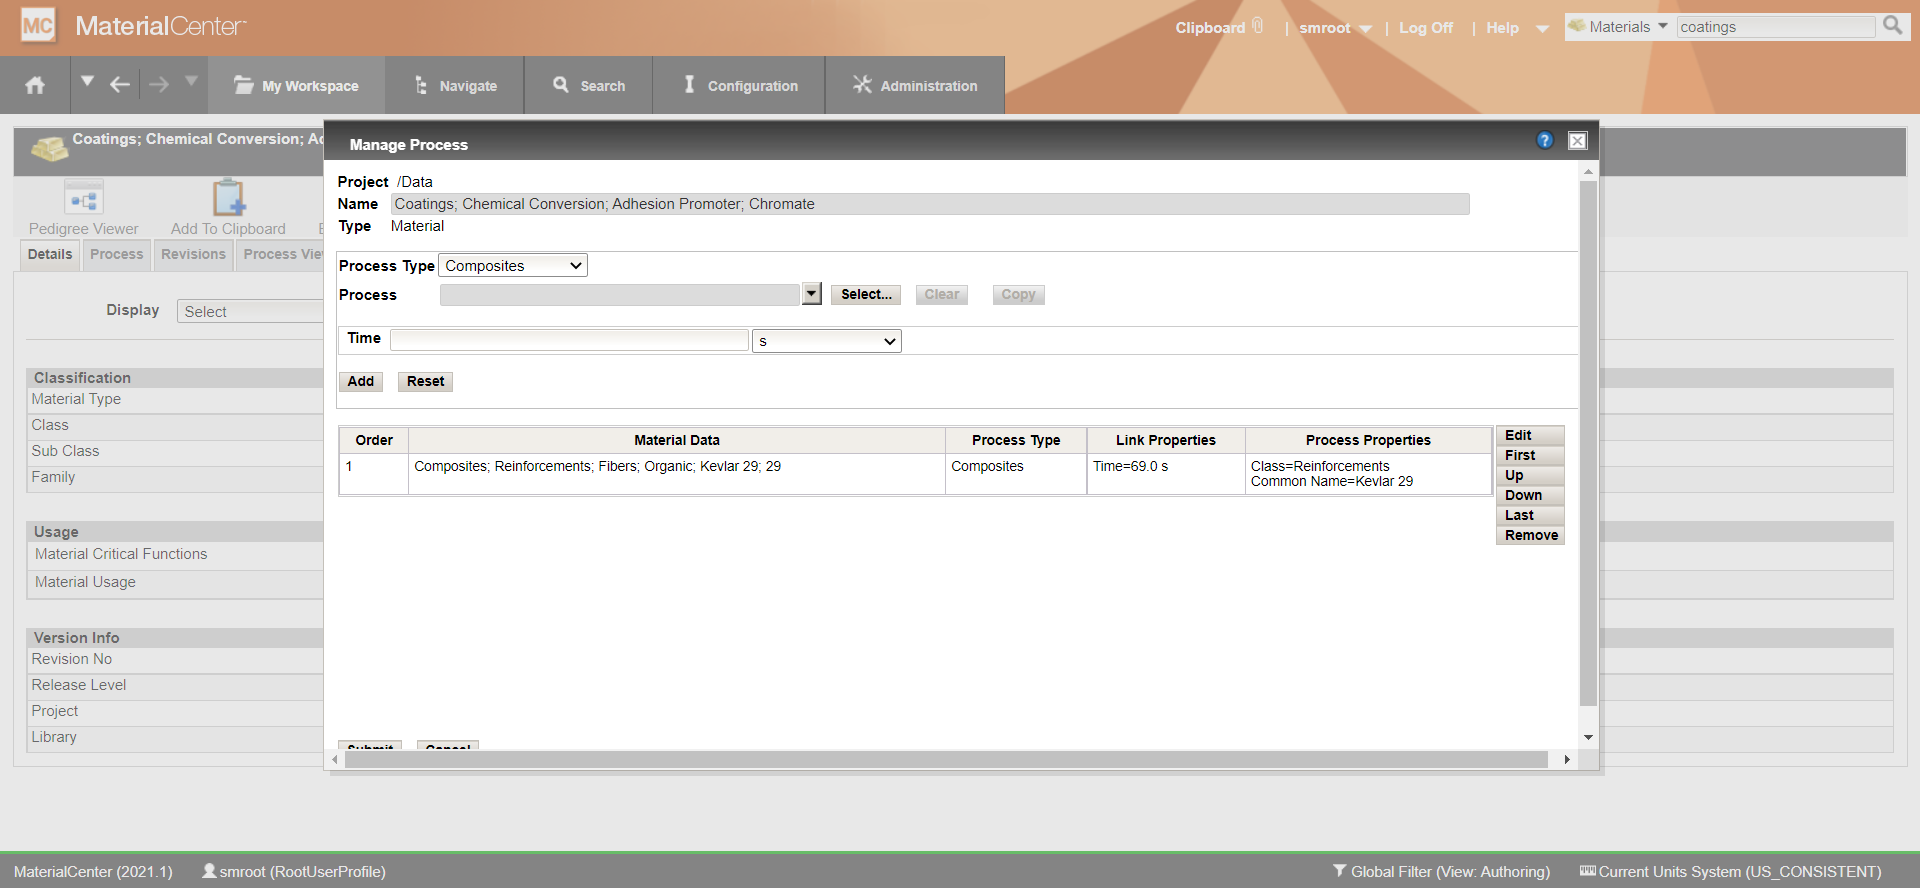 MC MaterialCenter
Clipboard | smroot | Log Off | Help Materials coatings
My Workspace Navigate Search Configuration Administration
Coatings; Chemical Conversion;
Manage Process
Project /Data
Name Coatings; Chemical Conversion; Adhesion Promoter; Chromate
Type Material
Pedigree Viewer Add To Clipboard
Details Process Revisions Process Vie
Process Type Composites
Process Select... Clear Copy
Display Select
Time s
Add Reset
Classification
Material Type
Class
Sub Class
Family
Order Material Data Process Type Link Properties Process Properties
1 Composites; Reinforcements; Fibers; Organic; Kevlar 29; 29 Composites Time=69.0 s Class=Reinforcements
Common Name=Kevlar 29
Edit
First
Up
Down
Last
Remove
Usage
Material Critical Functions
Material Usage
Version Info
Revision No
Release Level
Project
Library
Submit Cancel
MaterialCenter (2021.1) smroot (RootUserProfile) Global Filter (View: Authoring) Current Units System (US_CONSISTENT)